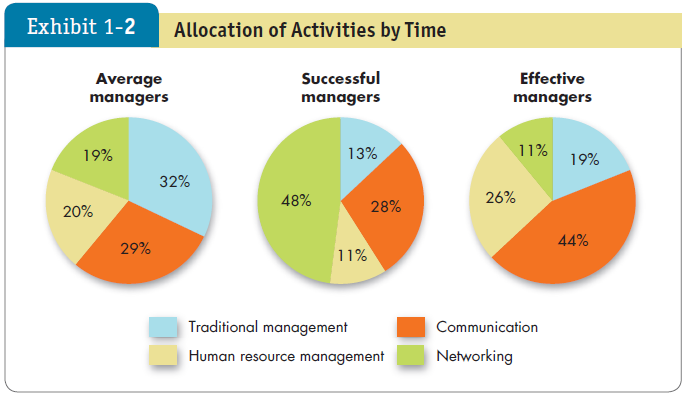 Exhibit 1-2
Allocation of Activities by Time
Average
managers
Successful
managers
Effective
managers
19%
32%
20%
29%
13%
48%
28%
11%
11%
19%
26%
44%
Traditional management
Communication
Human resource management
Networking